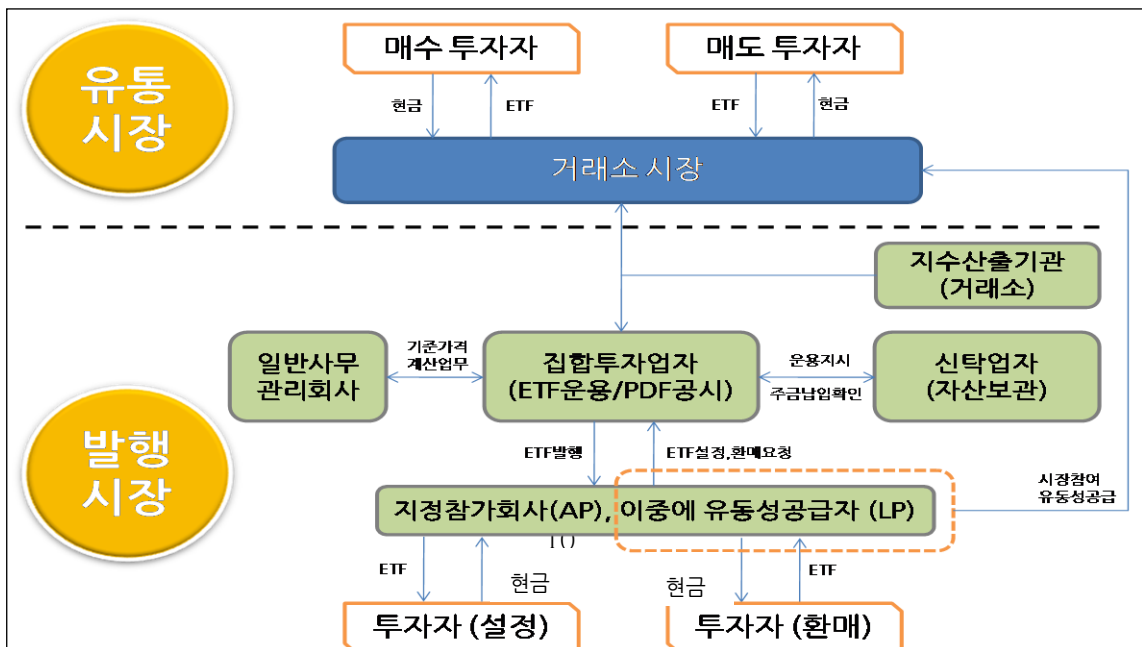 유통
시장
매수 투자자
매도 투자자
현금
ETF
ETF
현금
거래소 시장
지수산출기관
(거래소)
일반사무
관리회사
기준가격
계산업무
집합투자업자
(ETF운용/PDF공시)
운용지시
주금납입확인
신탁업자
(자산보관)
발행
시장
ETF발행
ETF설정,환매요청
시장참여
유동성공급
지정참가회사(AP), 이중에 유동성공급자 (LP)
10
ETF
현금
현금
ETF
투자자 (설정)
투자자 (환매)